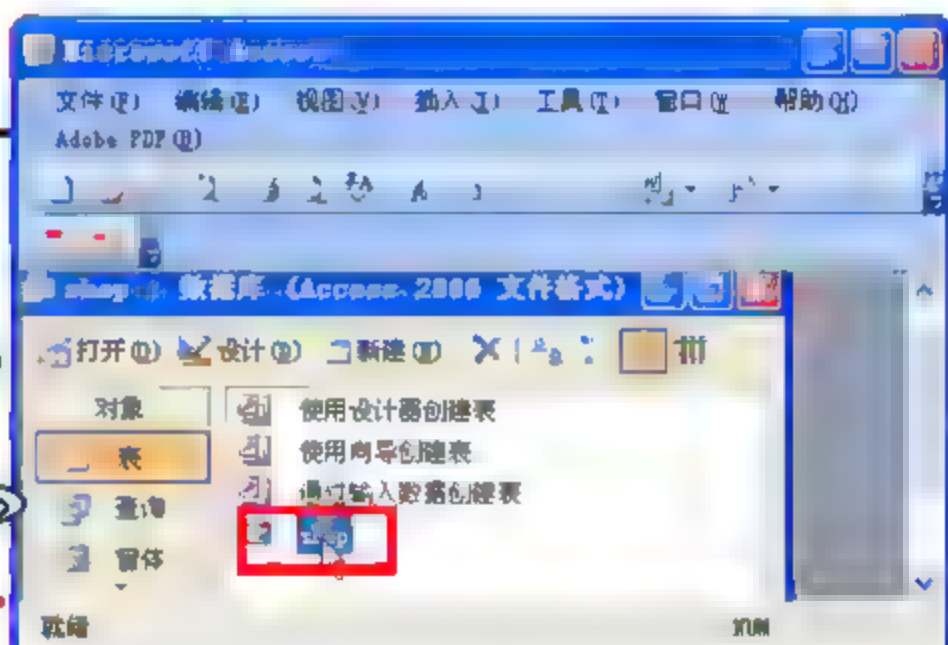 文件(F) 编辑(E) 视图(V) 插入(I) 工具(T) 窗口(W 帮助(H)
Adobe PDF(B)
数据库 (Access 2000 文件格式)
打开(O) 设计(D) 新建(N)
对象
使用设计器创建表
表
使用向导创建表
通过输入数据创建表
查询
shop
窗体
就绪 NUM